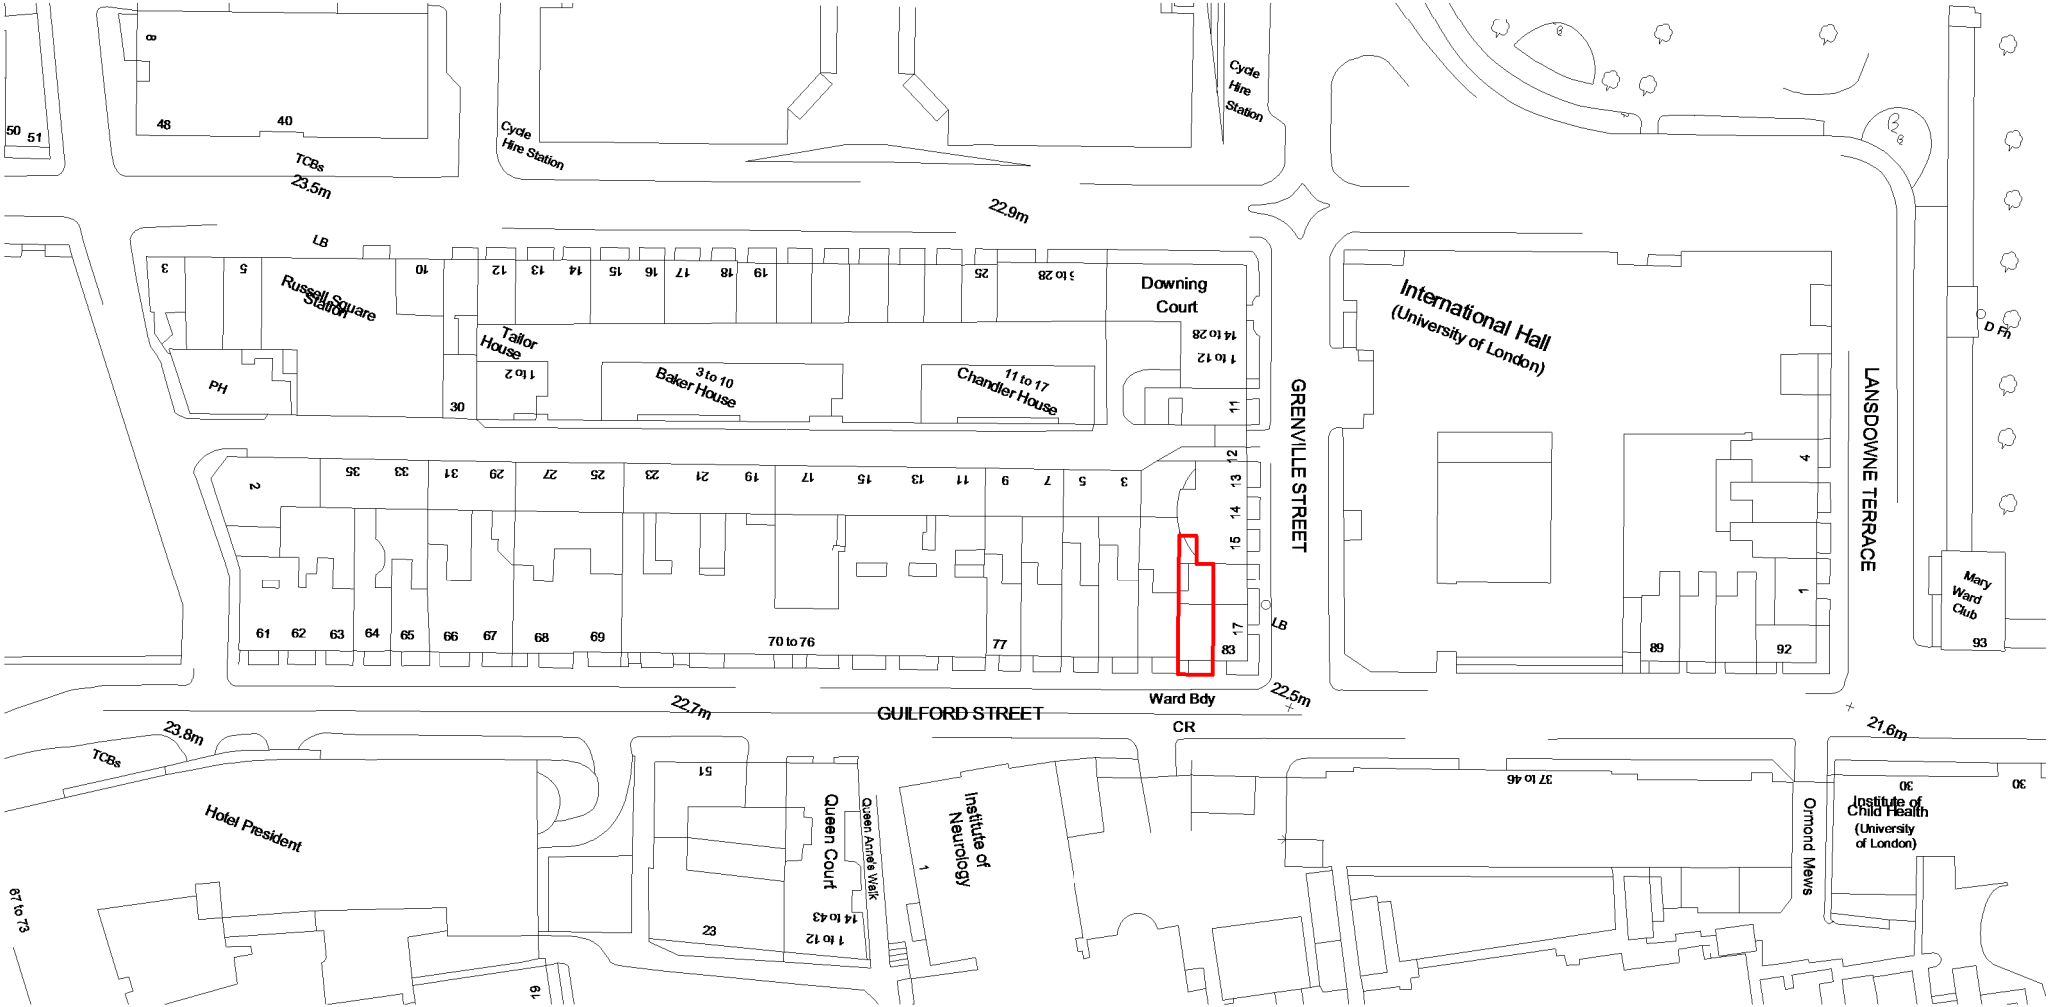 8
50
51
48
40
TCBs
23.5m
Cycle
Hire Station
Cycle
Hire
Station
22.9m
LB
3
5
Russell Square
Station
10
12
13
14
15
16
17
18
19
25
to 28
Downing
Court
14 to 28
1 to 12
International Hall
(University of London)
D Fn
PH
30
Tailor
House
1 to 2
3 to 10
Baker House
11 to 17
Chandler House
11
GRENVILLE STREET
LANSDOWNE TERRACE
2
35
33
31
29
27
25
23
21
19
17
15
13
11
9
7
5
3
12
13
14
15
17
83
LB
4
1
Mary
Ward
Club
93
61
62
63
64
65
66
67
68
69
70 to 76
77
89
92
22.7m
GUILFORD STREET
Ward Bdy
22.5m
CR
21.6m
23.8m
TCBs
Hotel President
67 to 73
51
Queen Court
Queen Anne's Walk
14 to 43
1 to 12
23
19
1
Institute of
Neurology
37 to 46
Ormond Mews
30
30
Institute of
Child Health
(University
of London)